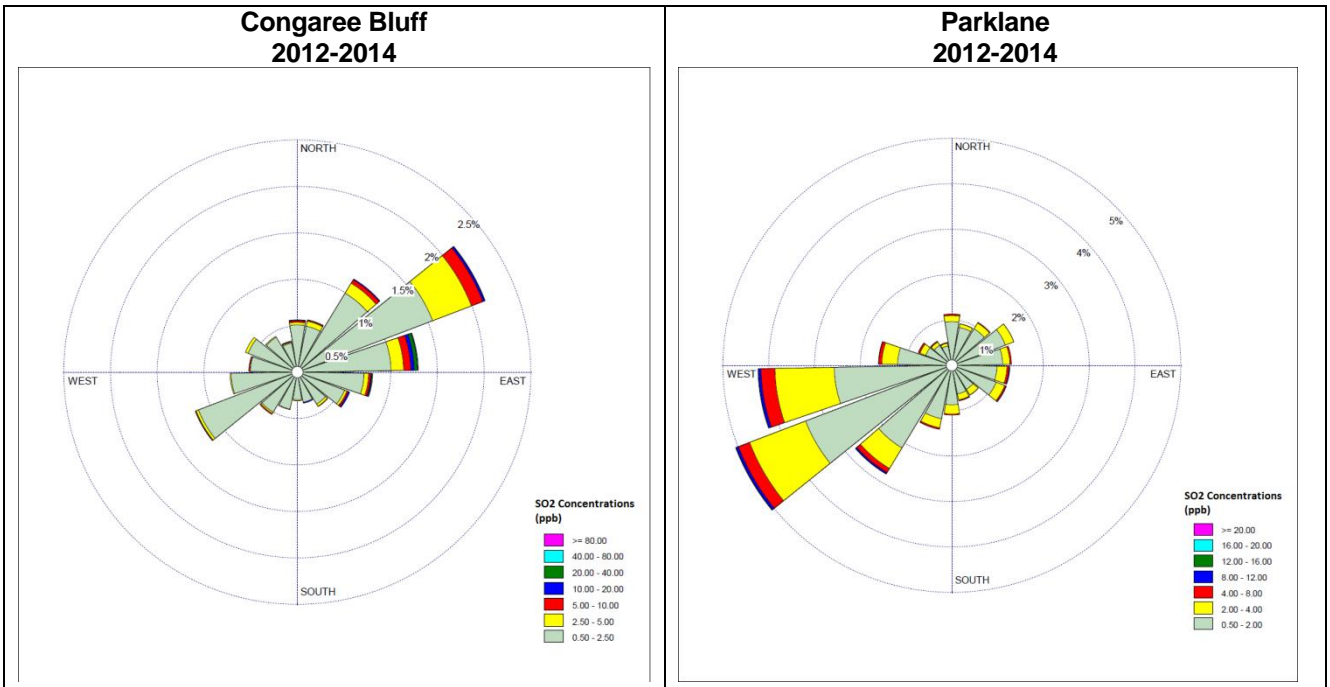 Congaree Bluff
2012-2014
NORTH
2.5%
2%
1.5%
1%
0.5%
WEST
EAST
SOUTH
SO2 Concentrations
(ppb)
>= 80.00
40.00 - 80.00
20.00 - 40.00
10.00 - 20.00
5.00 - 10.00
2.50 - 5.00
0.50 - 2.50
Parklane
2012-2014
NORTH
5%
4%
3%
2%
1%
WEST
EAST
SOUTH
SO2 Concentrations
(ppb)
>= 20.00
16.00 - 20.00
12.00 - 16.00
8.00 - 12.00
4.00 - 8.00
2.00 - 4.00
0.50 - 2.00